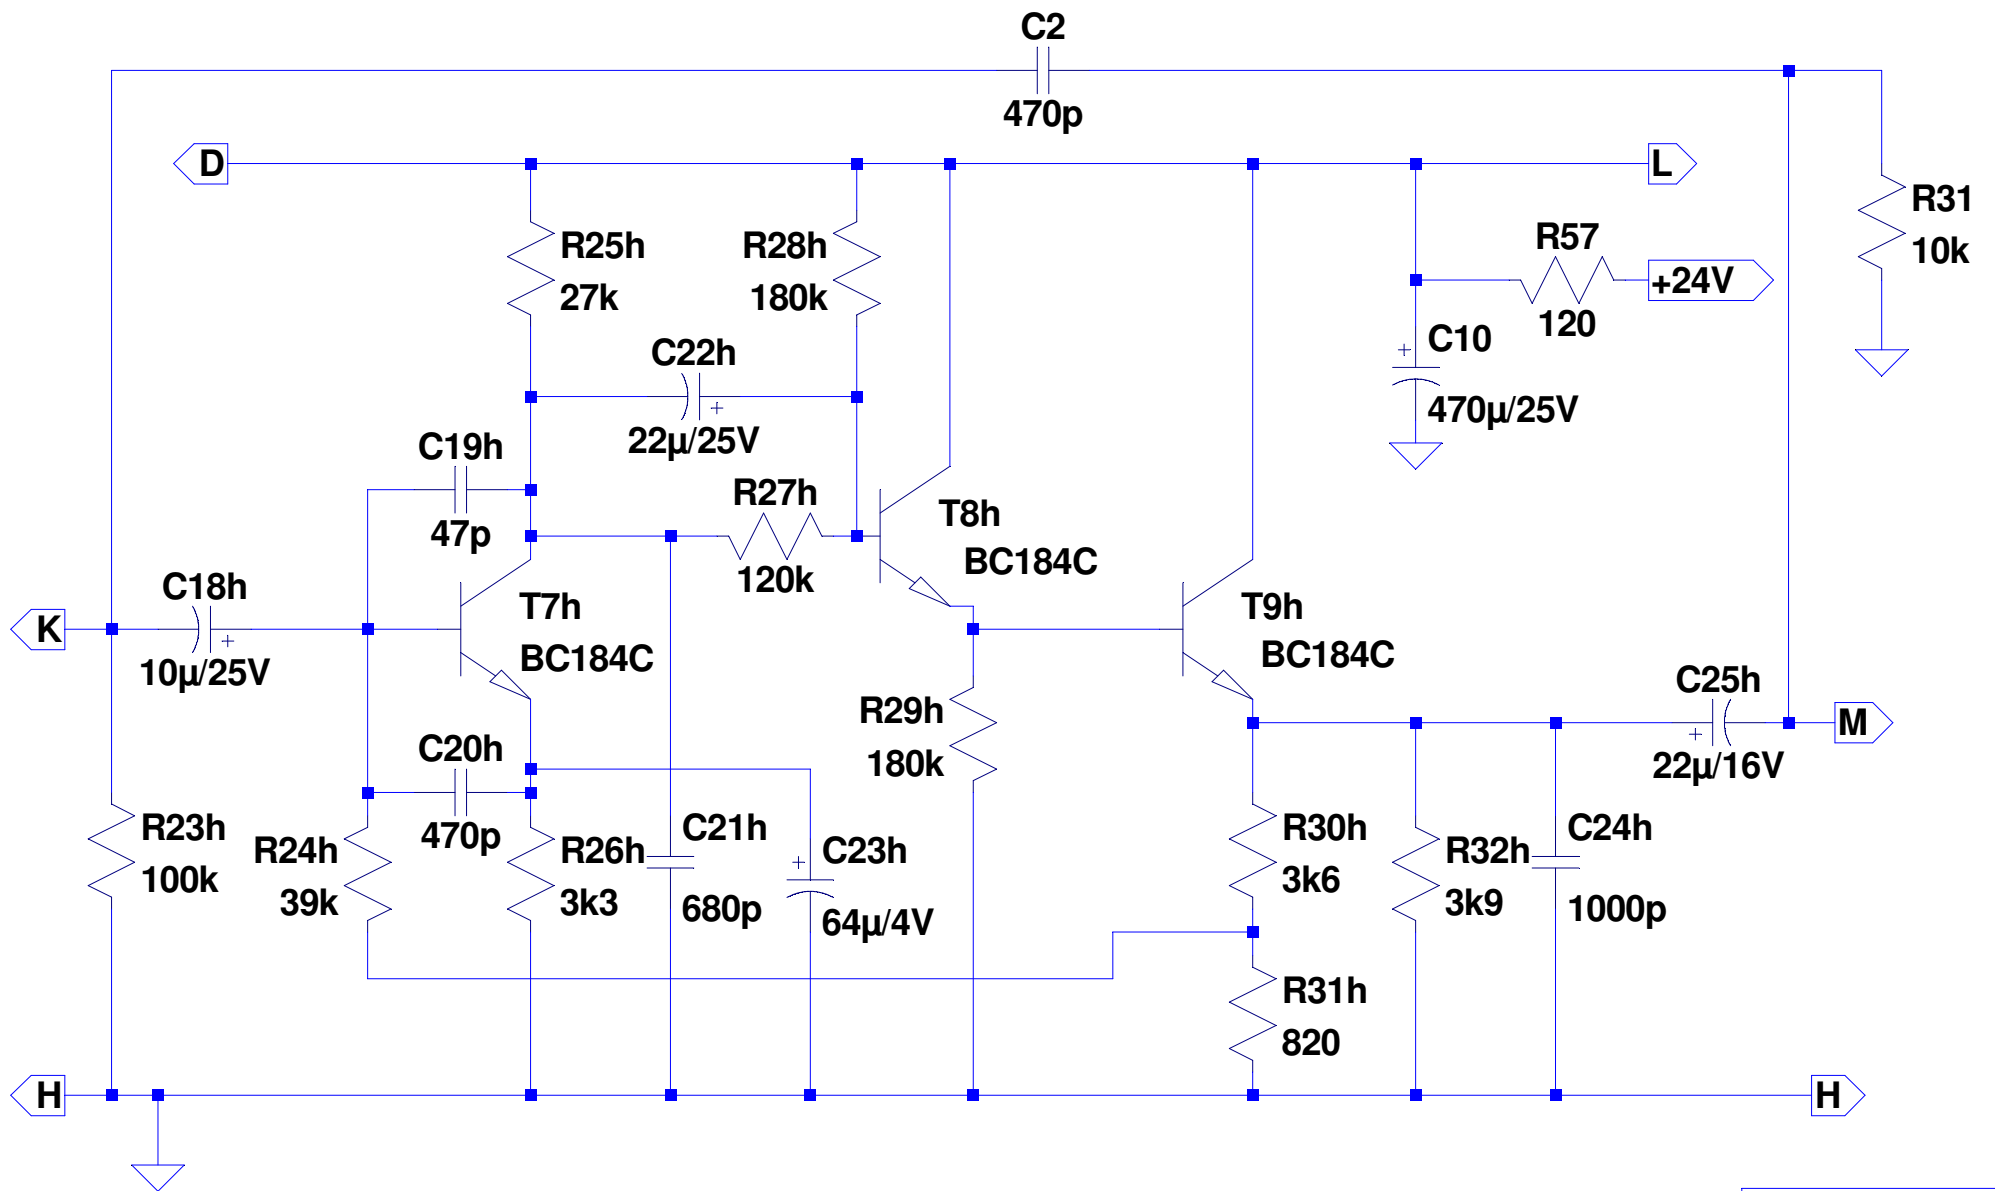 C2
470p
D
L
R25h
27k
R28h
180k
R57
120
+24V
R31
10k
C22h
22µ/25V
+
+
C10
470µ/25V
C19h
47p
R27h
120k
T8h
BC184C
C18h
+
10µ/25V
K
T7h
BC184C
T9h
BC184C
C25h
+
22µ/16V
M
R29h
180k
C20h
470p
R23h
100k
R24h
39k
R26h
3k3
C21h
680p
+
C23h
64µ/4V
R30h
3k6
R32h
3k9
C24h
1000p
R31h
820
H
H